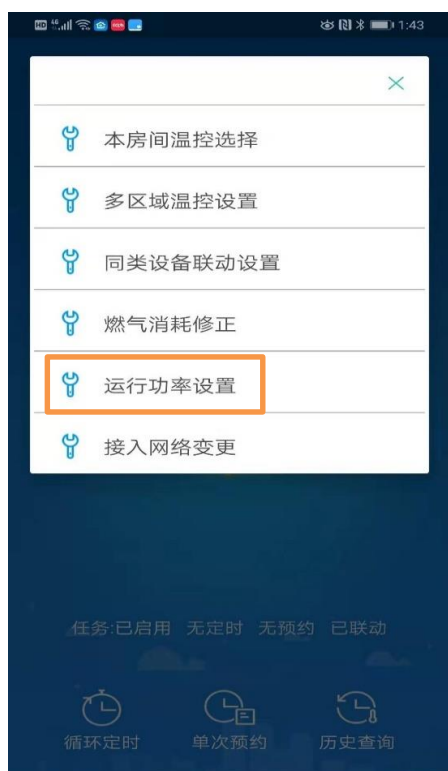 HD 1:43
本房间温控选择
多区域温控设置
同类设备联动设置
燃气消耗修正
运行功率设置
接入网络变更
任务:已启用 无定时 无预约 已联动
循环定时 单次预约 历史查询